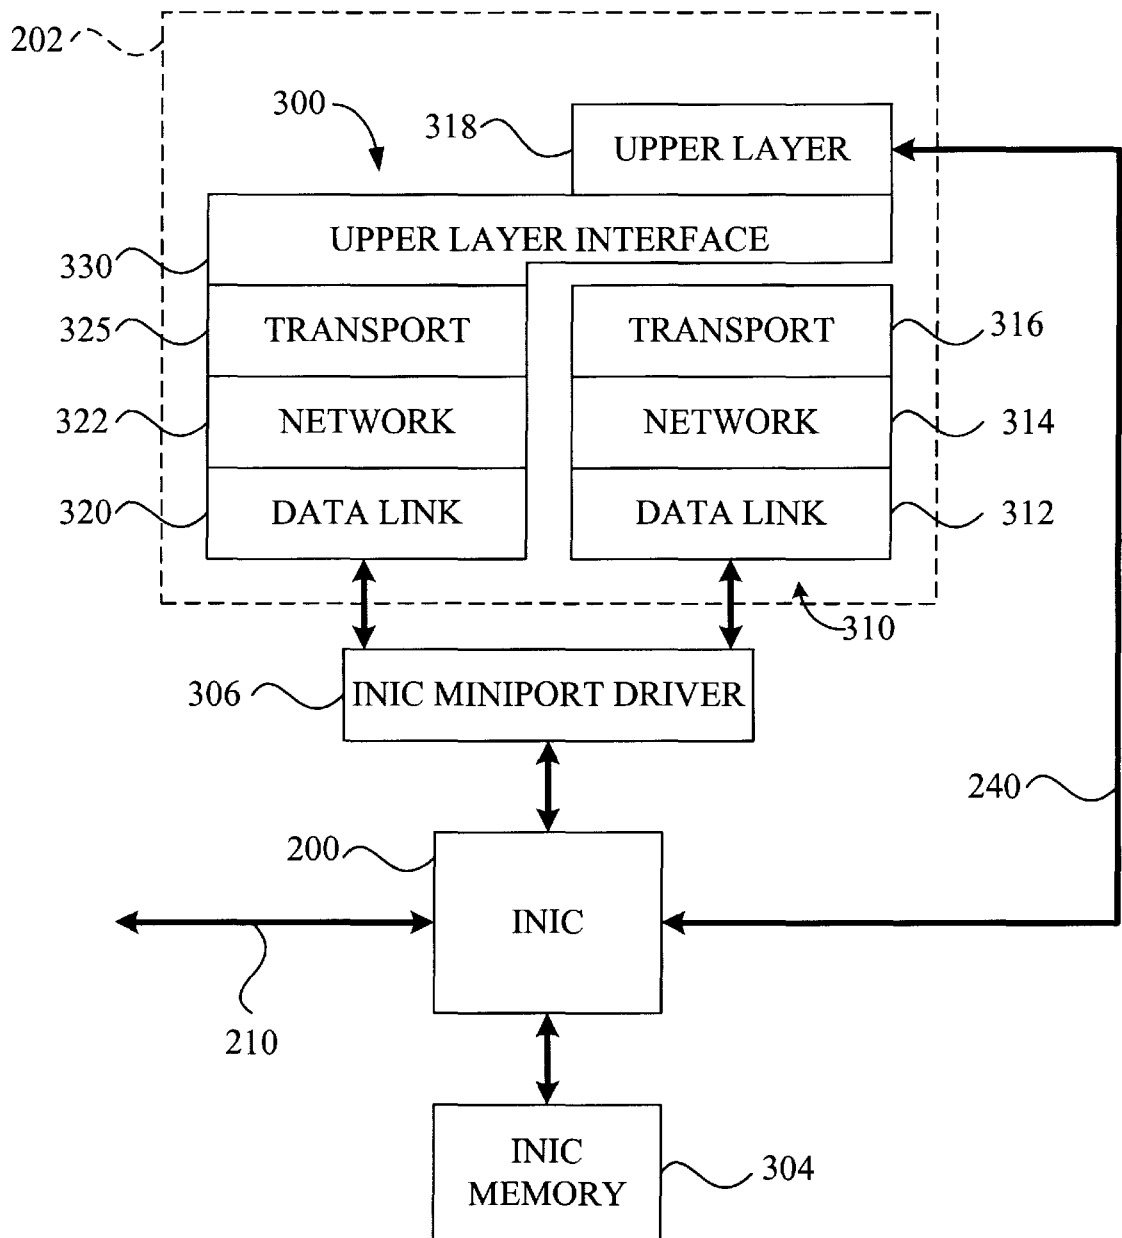 202
300
318
UPPER LAYER
UPPER LAYER INTERFACE
330
325
TRANSPORT
TRANSPORT
316
322
NETWORK
NETWORK
314
320
DATA LINK
DATA LINK
312
310
306
INIC MINIPORT DRIVER
240
200
INIC
210
INIC
MEMORY
304